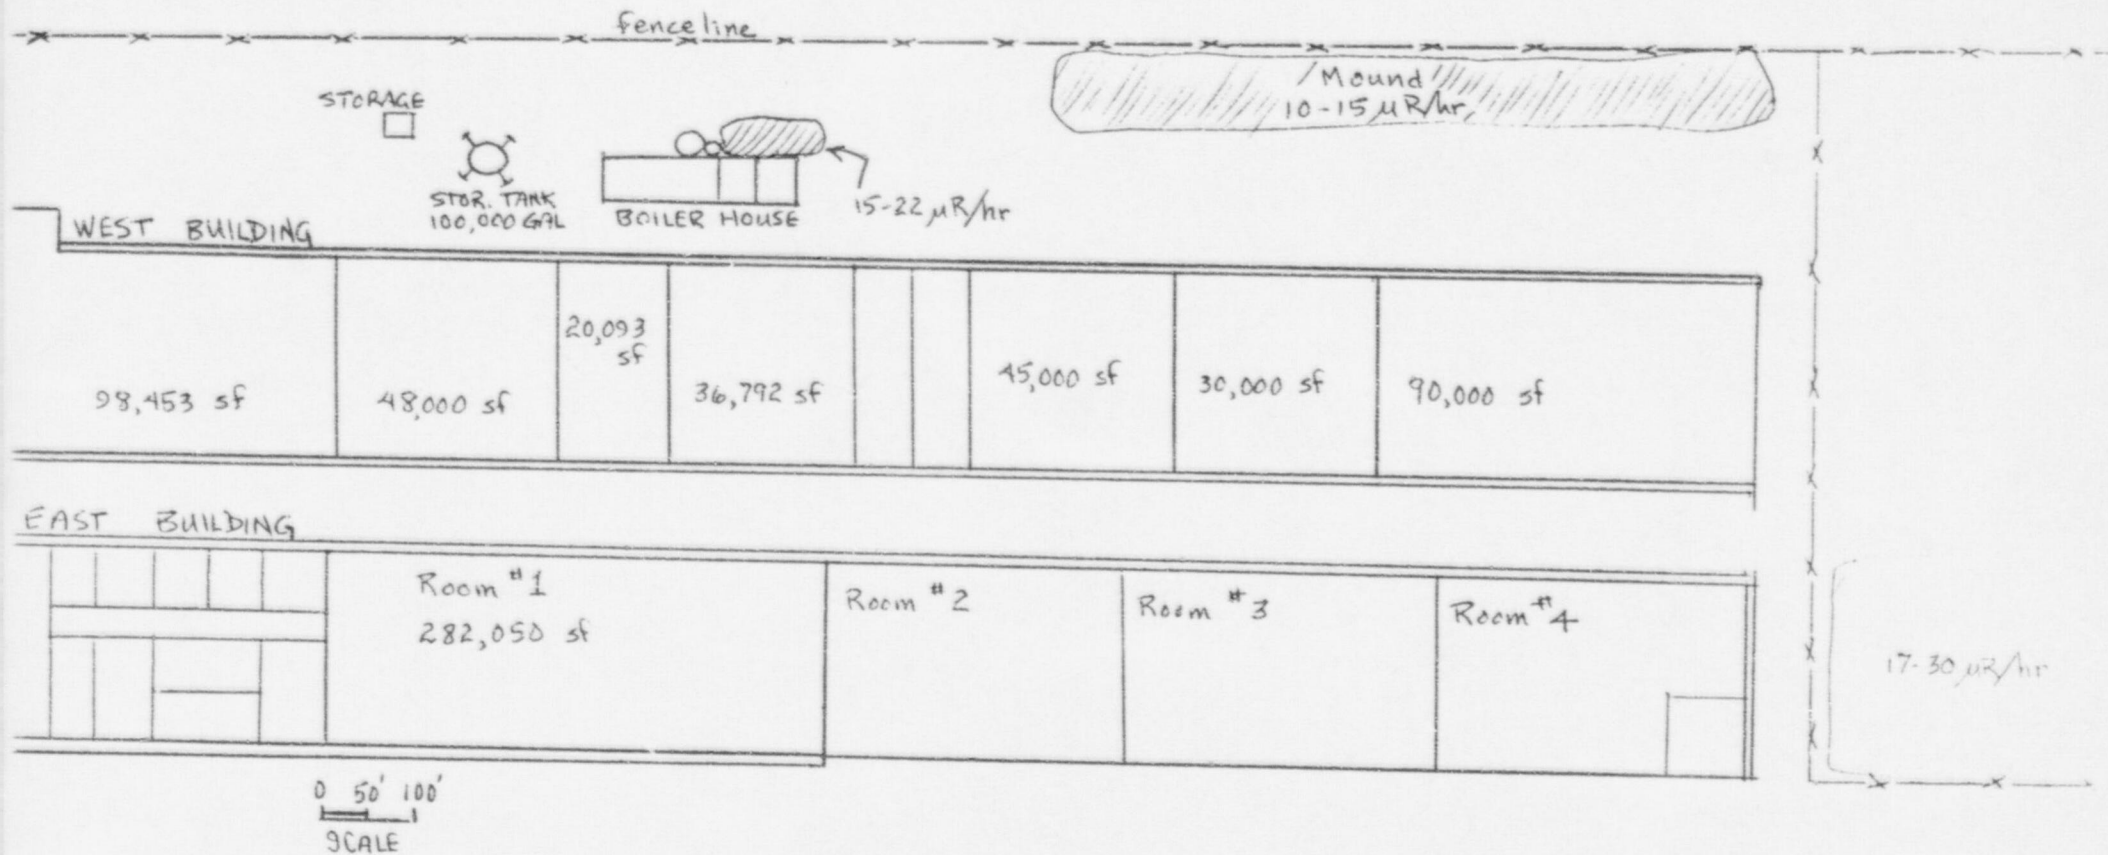 fenceline
Mound
10-15 µR/hr
STORAGE
STOR. TANK
100,000 GAL
BOILER HOUSE
15-22 µR/hr
WEST BUILDING
98,453 sf
48,000 sf
20,093
sf
36,792 sf
45,000 sf
30,000 sf
90,000 sf
EAST BUILDING
Room #1
282,050 sf
Room #2
Room #3
Room #4
17-30 µR/hr
0 50' 100'
SCALE